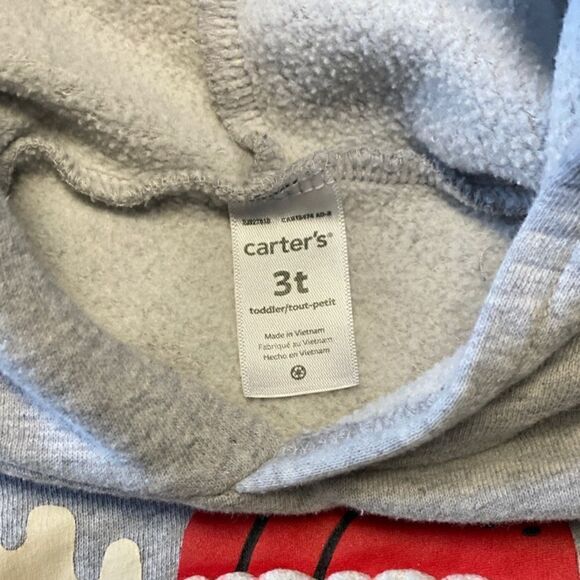 carter's®
3t
toddler/tout-petit
Made in Vietnam
Fabriqué au Vietnam
Hecho en Vietnam